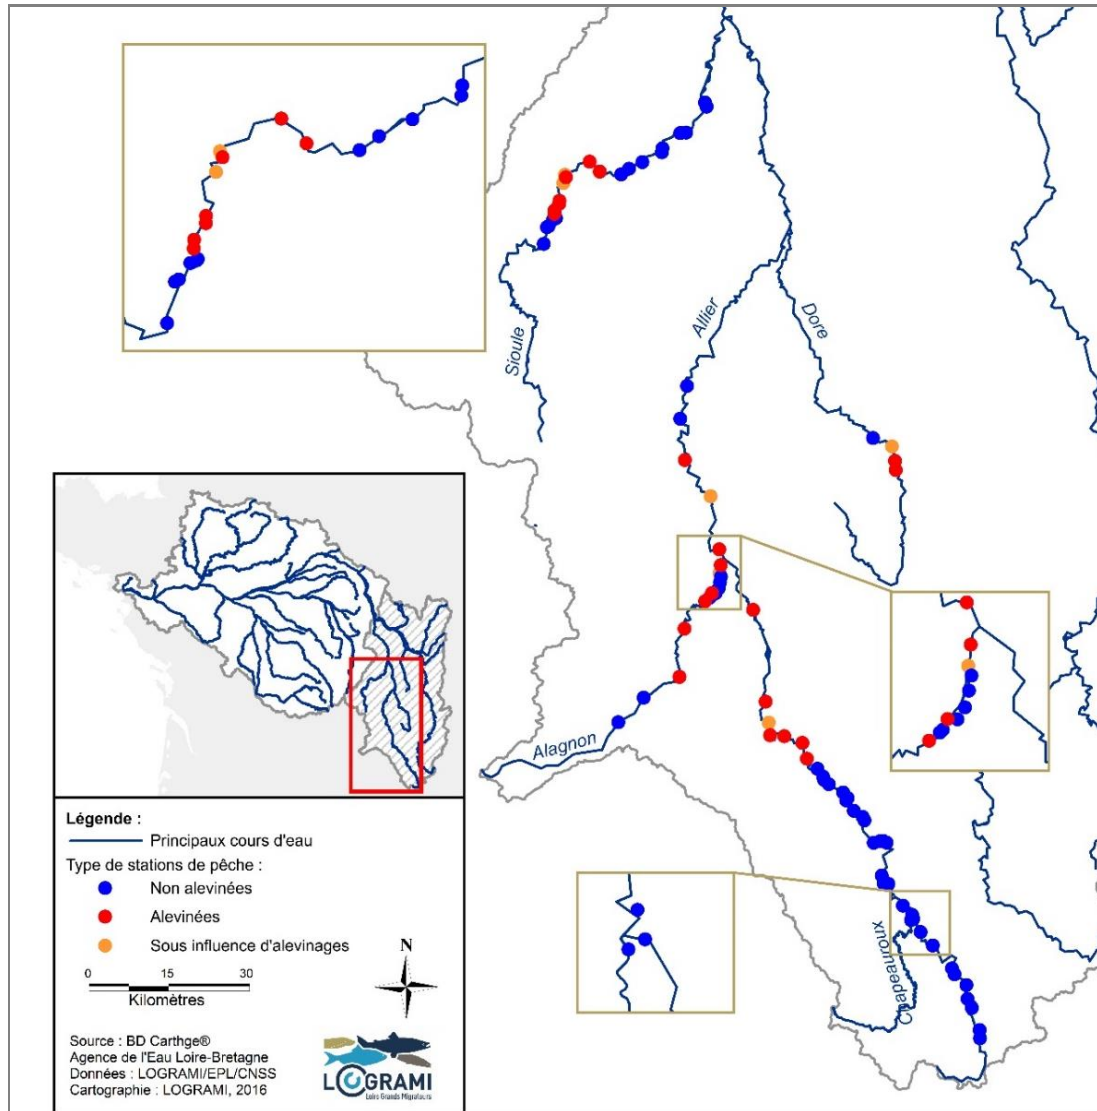 Allier
Dore
Sioule
Alagnon
Chapeauroux
Légende :
Principaux cours d'eau
Type de stations de pêche :
Non alevinées
Alevinées
Sous influence d'alevinages
N
0 15 30
Kilomètres
Source : BD Carthge®
Agence de l'Eau Loire-Bretagne
Données : LOGRAMI/EPL/CNSS
Cartographie : LOGRAMI, 2016
LOGRAMI
Loire Grands Migrateurs